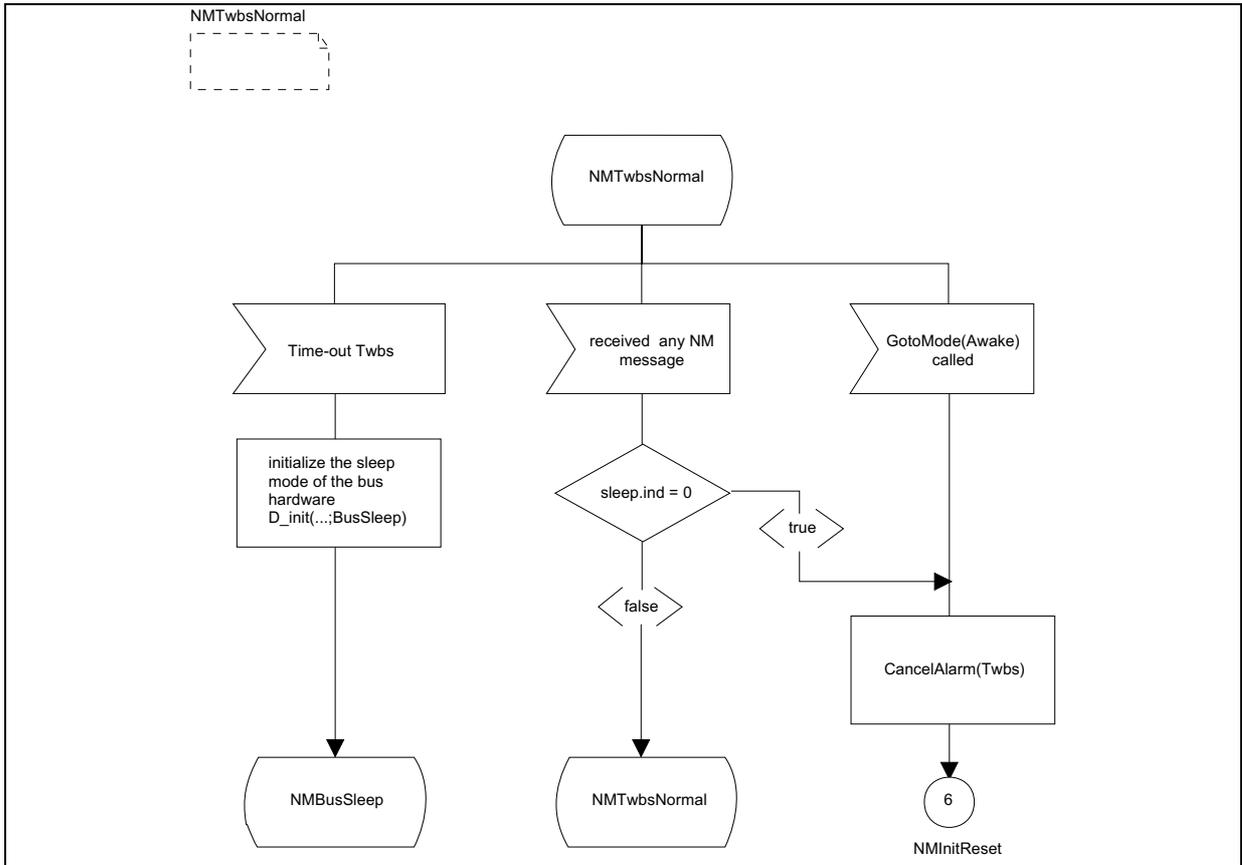 NMTwbsNormal
NMTwbsNormal
Time-out Twbs
received any NM
message
GotoMode(Awake)
called
initialize the sleep
mode of the bus
hardware
D_init(...;BusSleep)
sleep.ind = 0
true
false
CancelAlarm(Twbs)
NMBusSleep
NMTwbsNormal
6
NMInitReset